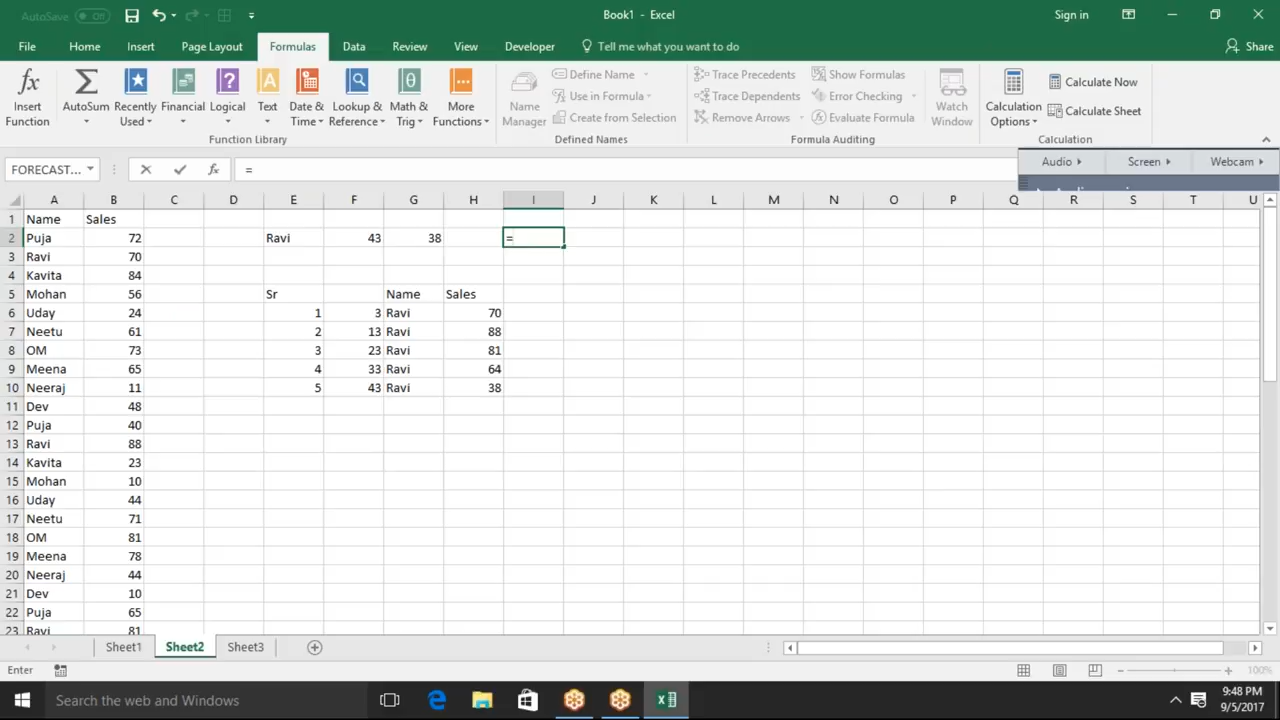 AutoSave Off
Book1 - Excel
Sign in
File Home Insert Page Layout Formulas Data Review View Developer Tell me what you want to do Share
Insert Function
AutoSum
Recently Used
Financial
Logical
Text
Date & Time
Lookup & Reference
Math & Trig
More Functions
Function Library
Name Manager
Define Name
Use in Formula
Create from Selection
Defined Names
Trace Precedents
Trace Dependents
Remove Arrows
Show Formulas
Error Checking
Evaluate Formula
Formula Auditing
Watch Window
Calculation Options
Calculate Now
Calculate Sheet
Calculation
FORECAST... fx =
Audio Screen Webcam
A B C D E F G H I J K L M N O P Q R S T U
1 Name Sales
2 Puja 72 Ravi 43 38 =
3 Ravi 70
4 Kavita 84
5 Mohan 56 Sr Name Sales
6 Uday 24 1 3 Ravi 70
7 Neetu 61 2 13 Ravi 88
8 OM 73 3 23 Ravi 81
9 Meena 65 4 33 Ravi 64
10 Neeraj 11 5 43 Ravi 38
11 Dev 48
12 Puja 40
13 Ravi 88
14 Kavita 23
15 Mohan 10
16 Uday 44
17 Neetu 71
18 OM 81
19 Meena 78
20 Neeraj 44
21 Dev 10
22 Puja 65
23 Ravi 81
Sheet1 Sheet2 Sheet3
Enter
100%
Search the web and Windows
9:48 PM
9/5/2017